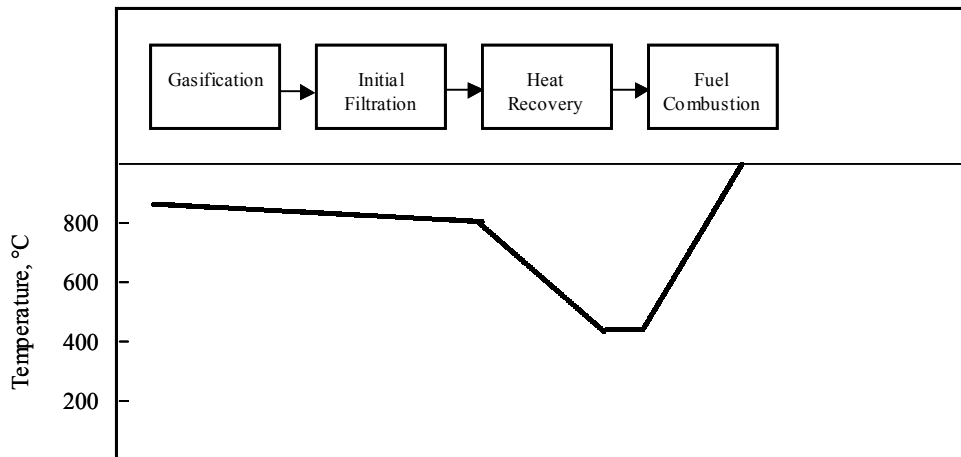 Gasification
Initial
Filtration
Heat
Recovery
Fuel
Combustion
Temperature, °C
800
600
400
200